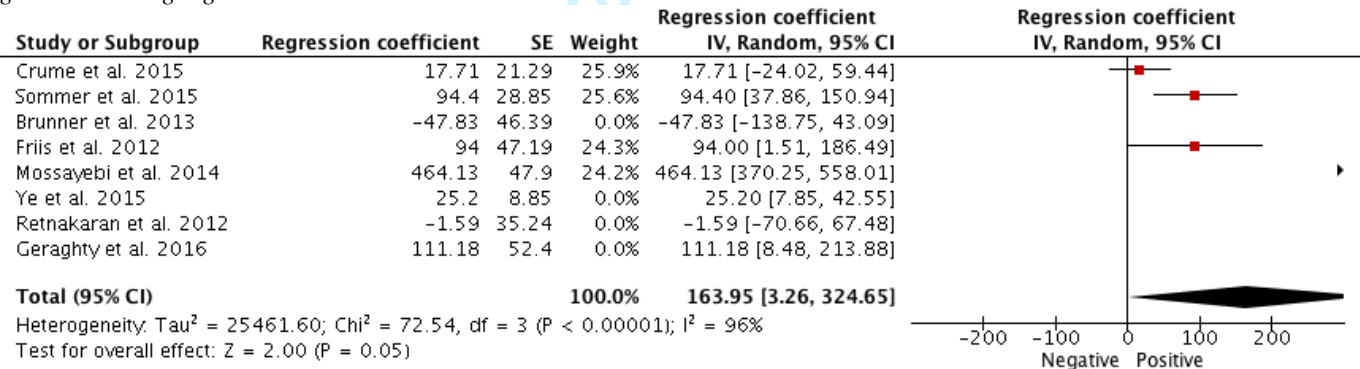 Regression coefficient Regression coefficient
Study or Subgroup Regression coefficient SE Weight IV, Random, 95% CI IV, Random, 95% CI
Crume et al. 2015 17.71 21.29 25.9% 17.71 [−24.02, 59.44]
Sommer et al. 2015 94.4 28.85 25.6% 94.40 [37.86, 150.94]
Brunner et al. 2013 −47.83 46.39 0.0% −47.83 [−138.75, 43.09]
Friis et al. 2012 94 47.19 24.3% 94.00 [1.51, 186.49]
Mossayebi et al. 2014 464.13 47.9 24.2% 464.13 [370.25, 558.01]
Ye et al. 2015 25.2 8.85 0.0% 25.20 [7.85, 42.55]
Retnakaran et al. 2012 −1.59 35.24 0.0% −1.59 [−70.66, 67.48]
Geraghty et al. 2016 111.18 52.4 0.0% 111.18 [8.48, 213.88]
Total (95% CI) 100.0% 163.95 [3.26, 324.65]
Heterogeneity: Tau² = 25461.60; Chi² = 72.54, df = 3 (P < 0.00001); I² = 96%
Test for overall effect: Z = 2.00 (P = 0.05)
−200 −100 0 100 200
Negative Positive